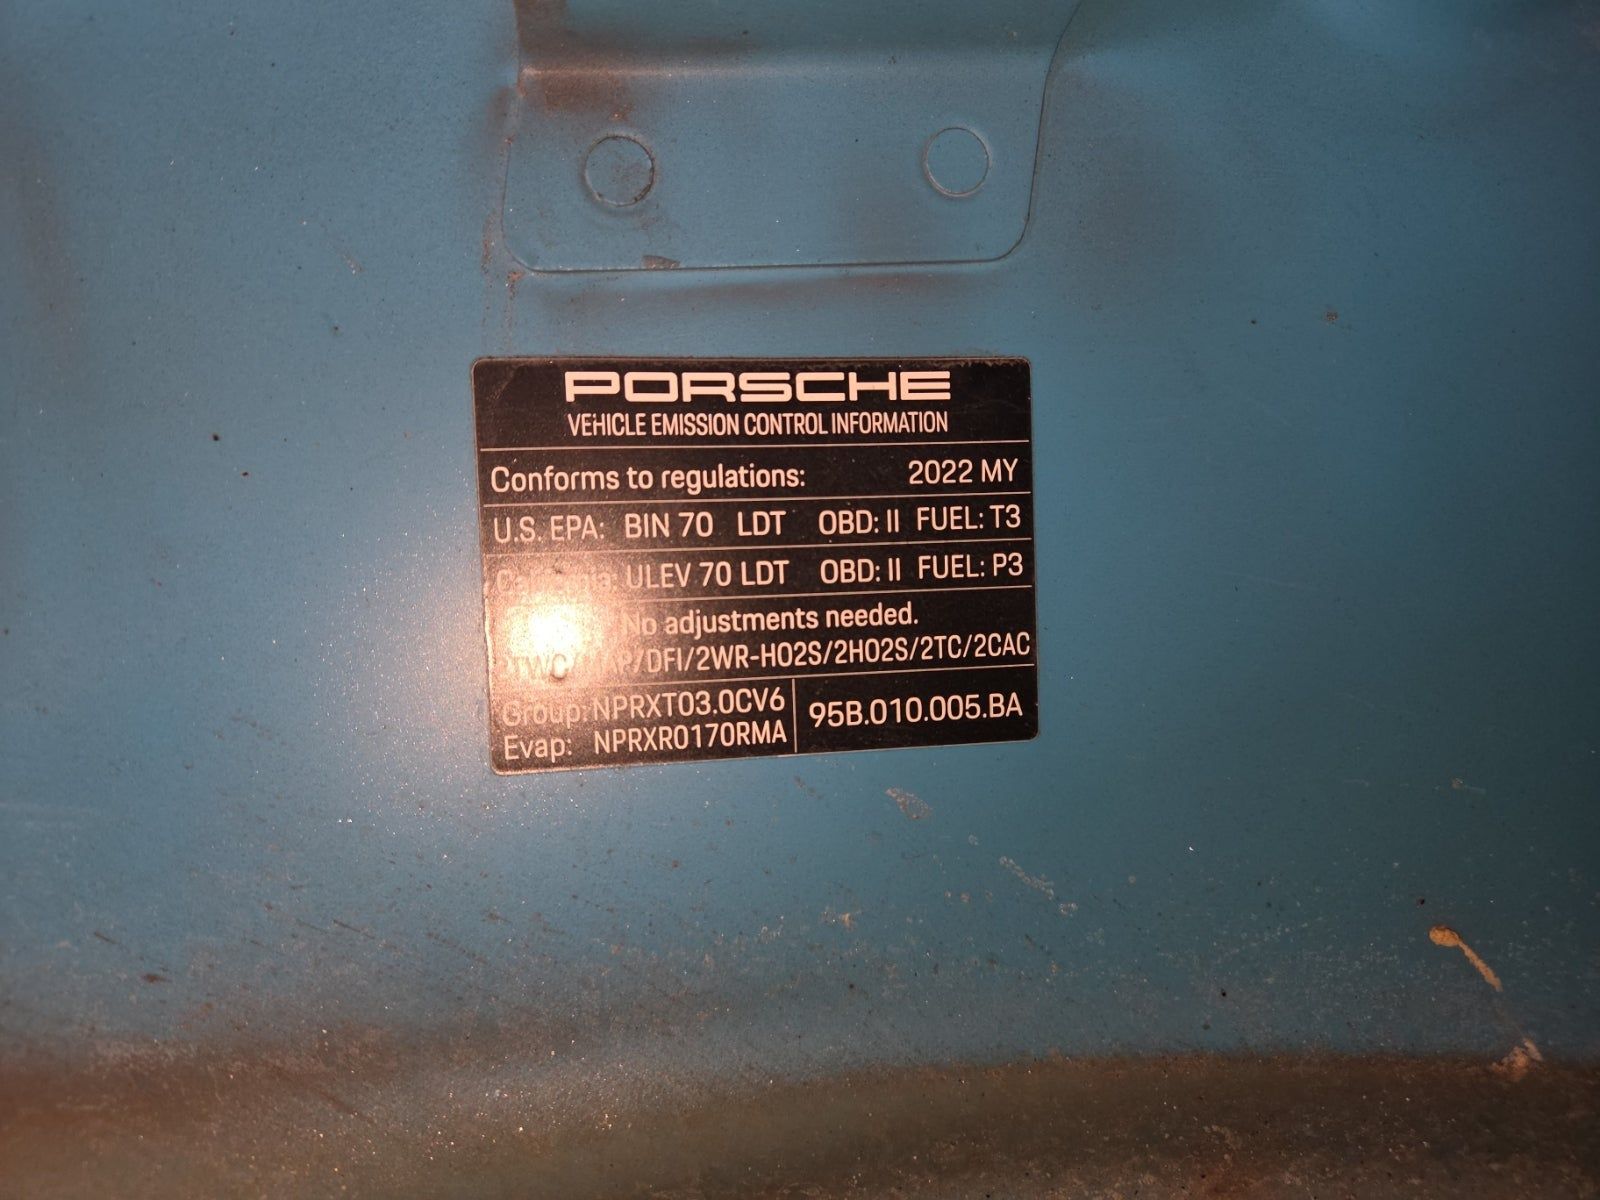 PORSCHE
VEHICLE EMISSION CONTROL INFORMATION
Conforms to regulations: 2022 MY
U.S. EPA: BIN 70 LDT OBD: II FUEL: T3
California: ULEV 70 LDT OBD: II FUEL: P3
No adjustments needed.
/DFI/2WR-HO2S/2HO2S/2TC/2CAC
Group: NPRXT03.0CV6
Evap: NPRXR0170RMA
95B.010.005.BA